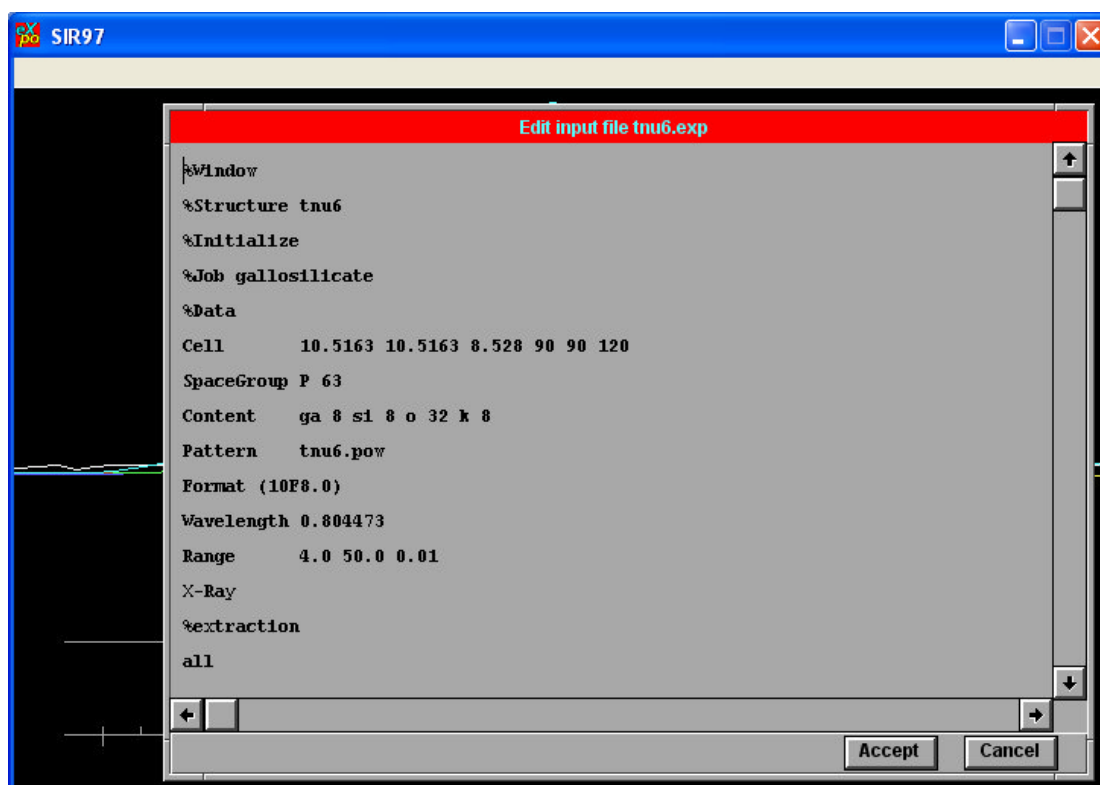 eX
po
SIR97
Edit input file tnu6.exp
%Window
%Structure tnu6
%Initialize
%Job gallosilicate
%Data
Cell 10.5163 10.5163 8.528 90 90 120
SpaceGroup P 63
Content ga 8 si 8 o 32 k 8
Pattern tnu6.pow
Format (10F8.0)
Wavelength 0.804473
Range 4.0 50.0 0.01
X-Ray
%extraction
all
Accept Cancel